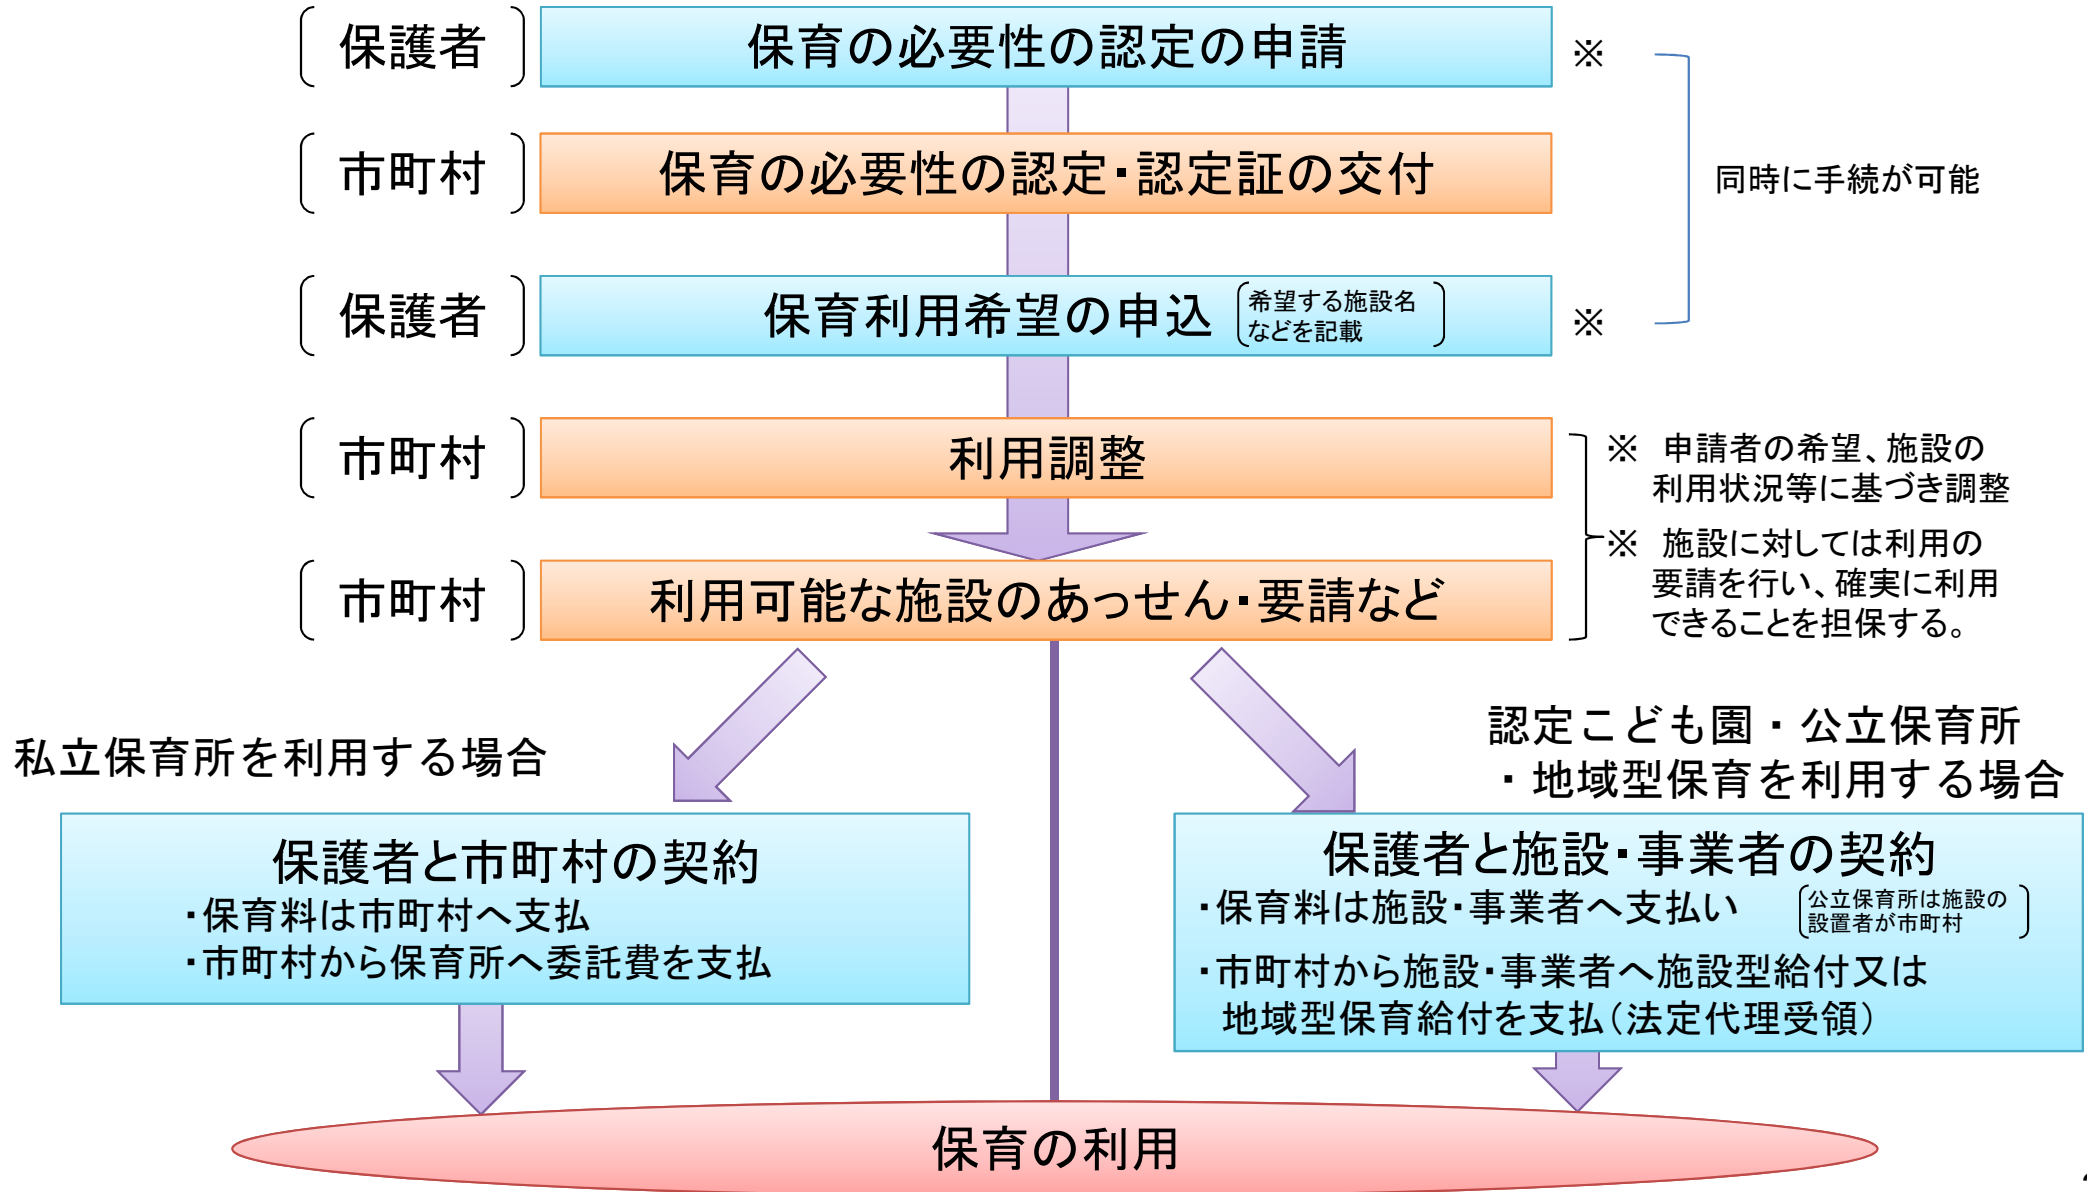 保護者
保育の必要性の認定の申請
※
市町村
保育の必要性の認定・認定証の交付
同時に手続が可能
保護者
保育利用希望の申込
希望する施設名
などを記載
※
市町村
利用調整
※ 申請者の希望、施設の
利用状況等に基づき調整
※ 施設に対しては利用の
要請を行い、確実に利用
できることを担保する。
市町村
利用可能な施設のあっせん・要請など
私立保育所を利用する場合
認定こども園・公立保育所
・地域型保育を利用する場合
保護者と市町村の契約
・保育料は市町村へ支払
・市町村から保育所へ委託費を支払
保護者と施設・事業者の契約
・保育料は施設・事業者へ支払い
公立保育所は施設の
設置者が市町村
・市町村から施設・事業者へ施設型給付又は
地域型保育給付を支払（法定代理受領）
保育の利用